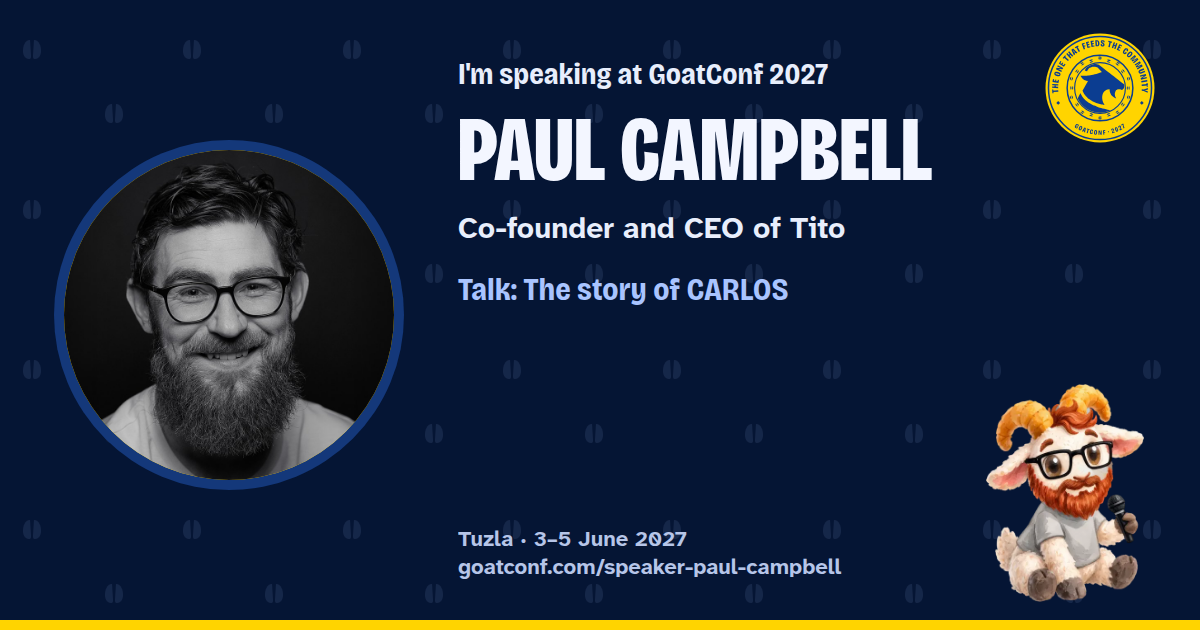 I'm speaking at GoatConf 2027
THE ONE THAT FEEDS THE COMMUNITY
GOATCONF · 2027
PAUL CAMPBELL
Co-founder and CEO of Tito
Talk: The story of CARLOS
Tuzla · 3–5 June 2027
goatconf.com/speaker-paul-campbell